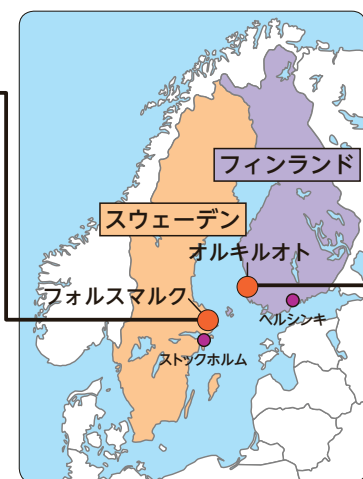 フィンランド
スウェーデン
オルキルオト
フォルスマルク
ヘルシンキ
ストックホルム